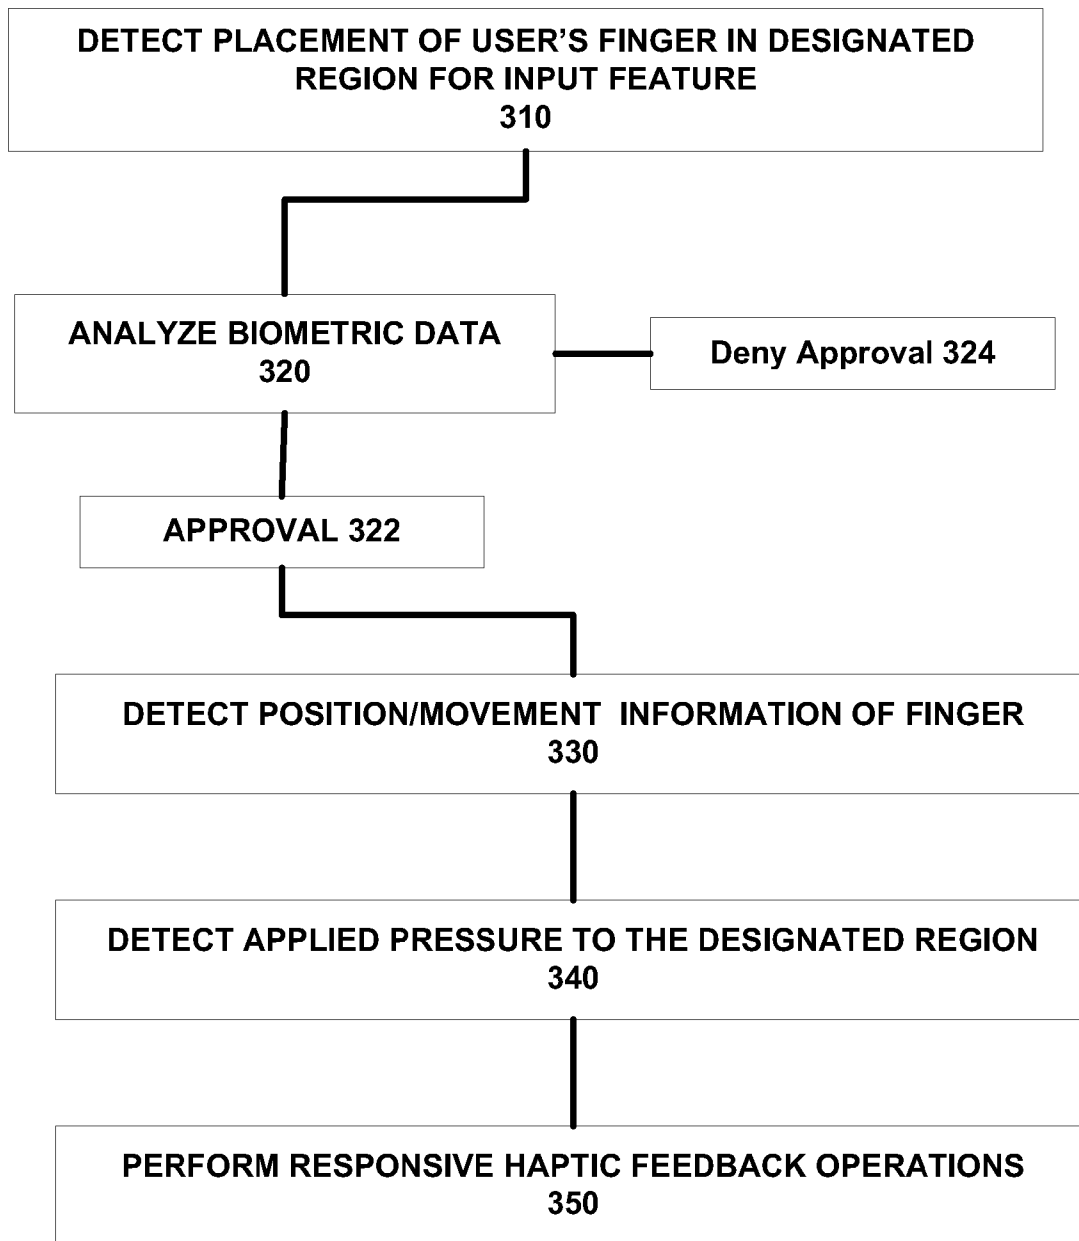 DETECT PLACEMENT OF USER’S FINGER IN DESIGNATED
REGION FOR INPUT FEATURE
310
ANALYZE BIOMETRIC DATA
320
Deny Approval 324
APPROVAL 322
DETECT POSITION/MOVEMENT INFORMATION OF FINGER
330
DETECT APPLIED PRESSURE TO THE DESIGNATED REGION
340
PERFORM RESPONSIVE HAPTIC FEEDBACK OPERATIONS
350